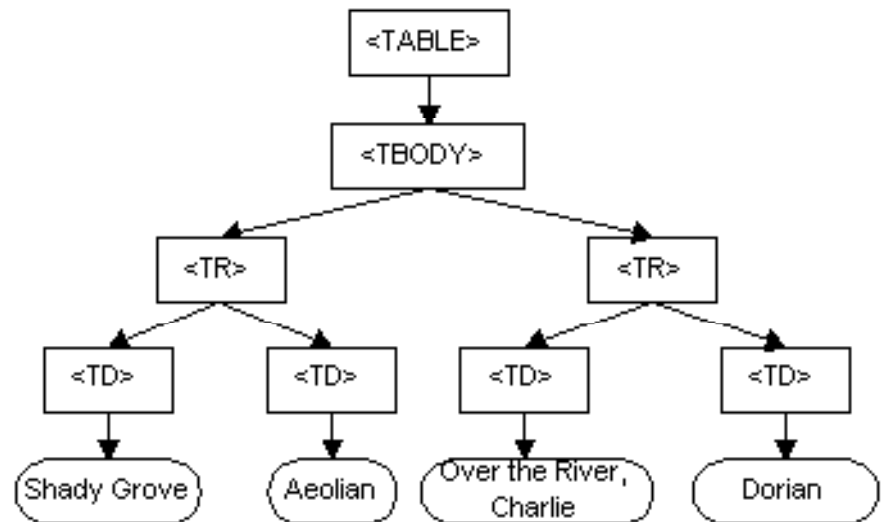 <TABLE>
<TBODY>
<TR> <TR>
<TD> <TD> <TD> <TD>
Shady Grove Aeolian Over the River, Charlie Dorian